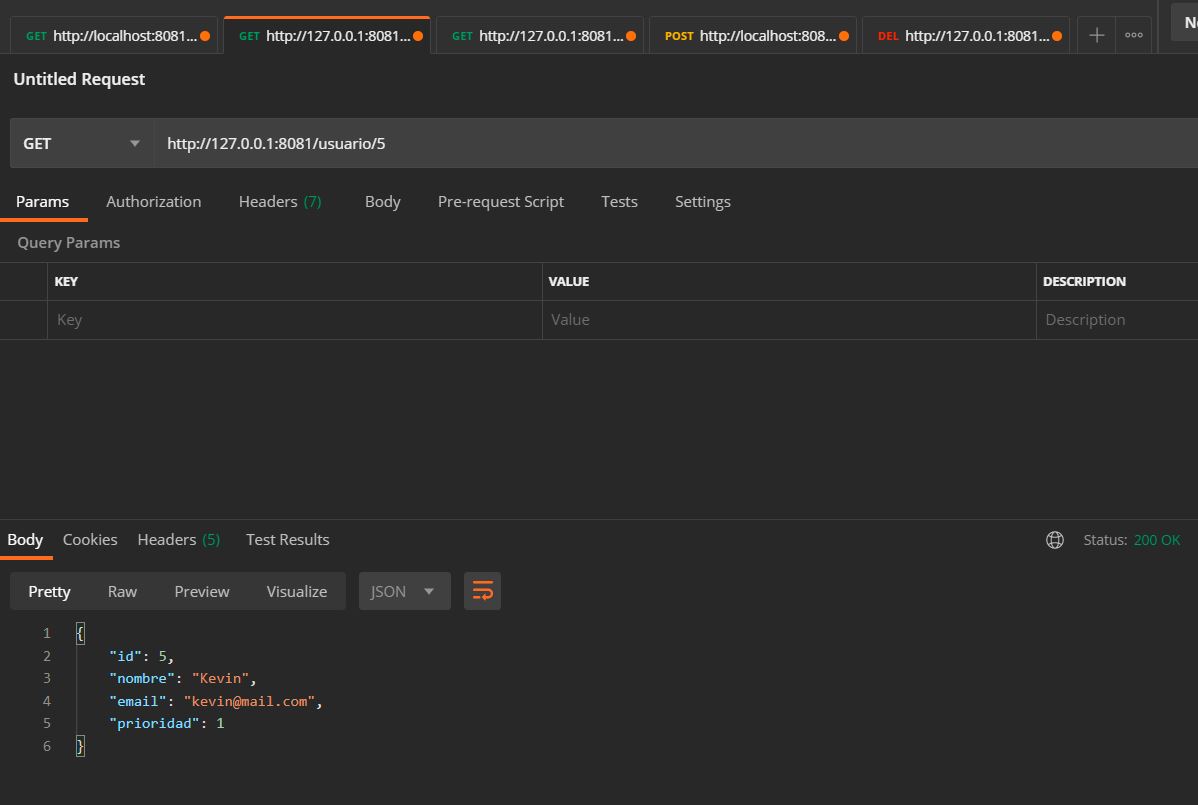 GET http://localhost:8081... GET http://127.0.0.1:8081... GET http://127.0.0.1:8081... POST http://localhost:808... DEL http://127.0.0.1:8081...
Untitled Request
GET http://127.0.0.1:8081/usuario/5
Params Authorization Headers (7) Body Pre-request Script Tests Settings
Query Params
KEY VALUE DESCRIPTION
Key Value Description
Body Cookies Headers (5) Test Results Status: 200 OK
Pretty Raw Preview Visualize JSON
1 {
2 "id": 5,
3 "nombre": "Kevin",
4 "email": "kevin@mail.com",
5 "prioridad": 1
6 }